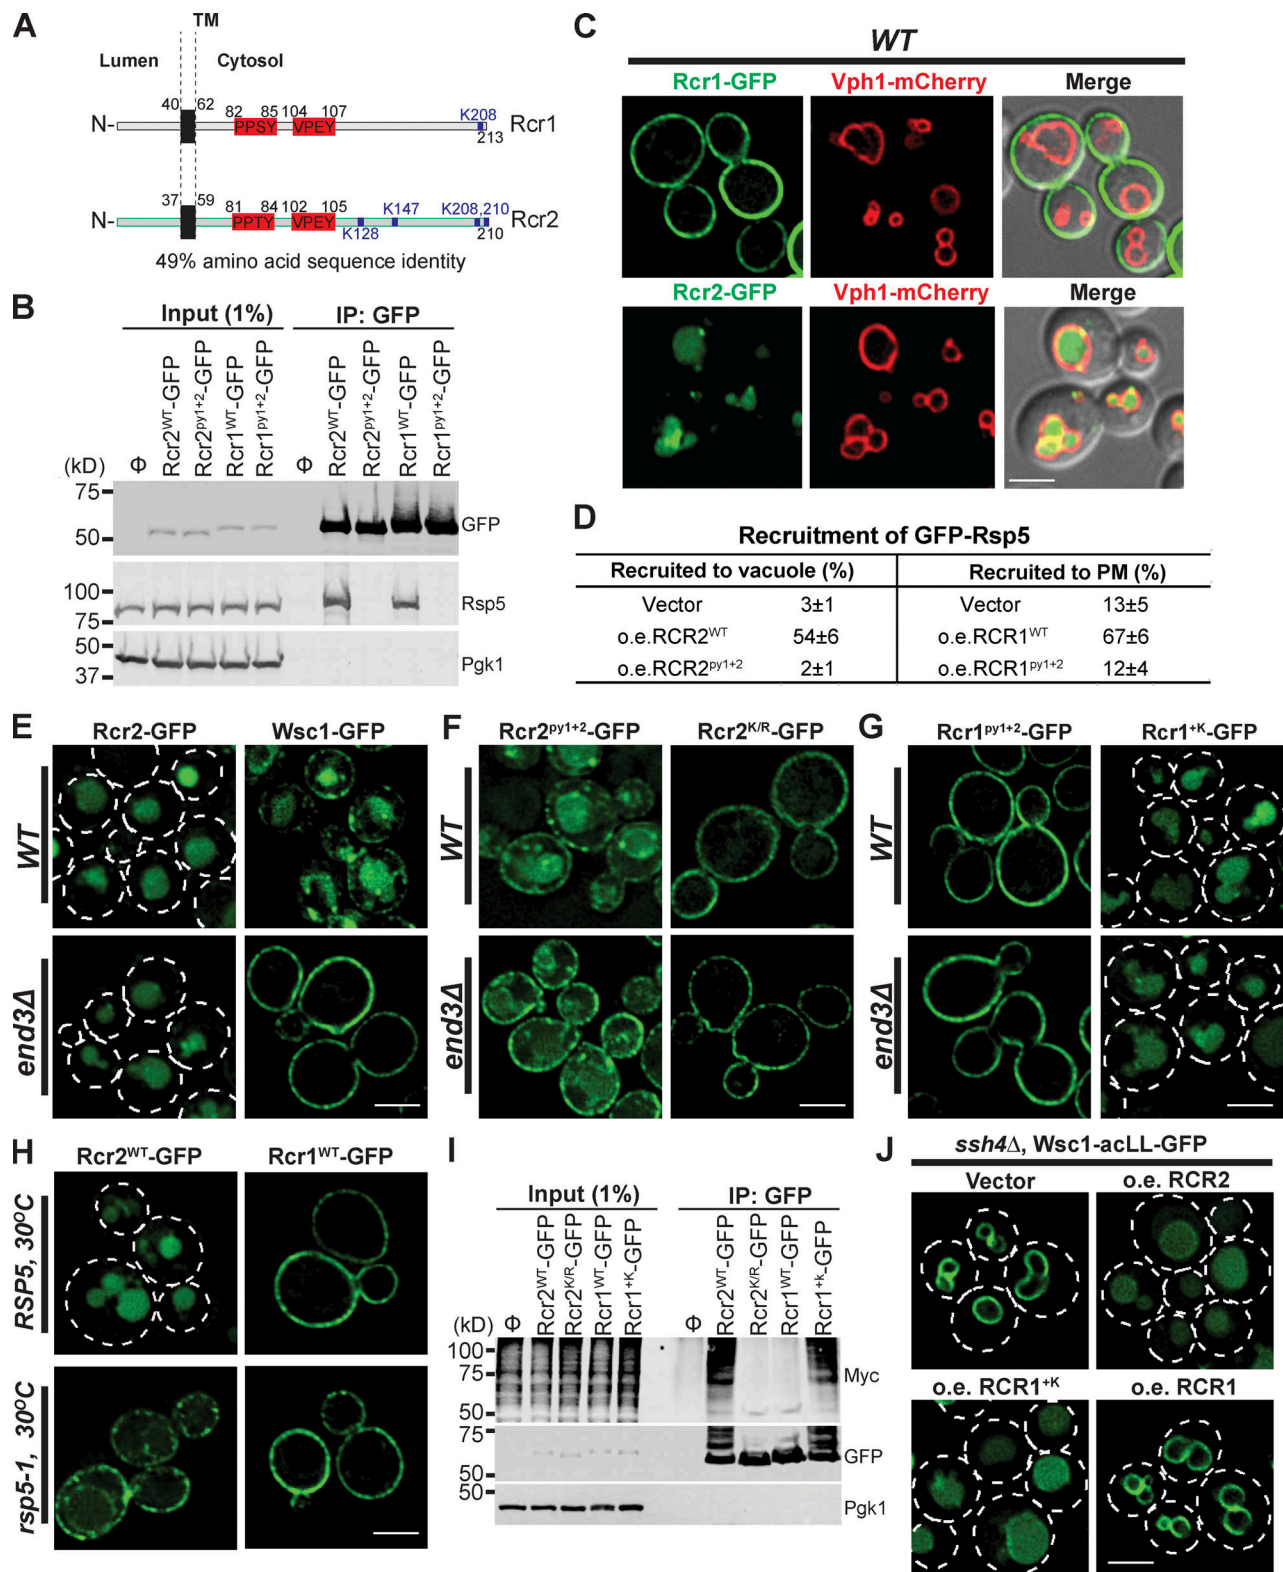 A
TM
Lumen
Cytosol
40 62 82 85 104 107
K208
N- PPSY VPEY Rcr1
213
37 59 81 84 102 105 K147 K208,210
N- PPTY VPEY Rcr2
K128 210
49% amino acid sequence identity
B
Input (1%) IP: GFP
Φ Rcr2WT-GFP Rcr2py1+2-GFP Rcr1WT-GFP Rcr1py1+2-GFP Φ Rcr2WT-GFP Rcr2py1+2-GFP Rcr1WT-GFP Rcr1py1+2-GFP
(kD)
75
50
GFP
100
75
Rsp5
50
37
Pgk1
C
WT
Rcr1-GFP Vph1-mCherry Merge
Rcr2-GFP Vph1-mCherry Merge
D
Recruitment of GFP-Rsp5
Recruited to vacuole (%) Recruited to PM (%)
Vector 3±1 Vector 13±5
o.e.RCR2WT 54±6 o.e.RCR1WT 67±6
o.e.RCR2py1+2 2±1 o.e.RCR1py1+2 12±4
E
Rcr2-GFP Wsc1-GFP
WT
end3Δ
F
Rcr2py1+2-GFP Rcr2K/R-GFP
WT
end3Δ
G
Rcr1py1+2-GFP Rcr1+K-GFP
WT
end3Δ
H
Rcr2WT-GFP Rcr1WT-GFP
RSP5, 30°C
rsp5-1, 30°C
I
Input (1%) IP: GFP
Φ Rcr2WT-GFP Rcr2K/R-GFP Rcr1WT-GFP Rcr1+K-GFP Φ Rcr2WT-GFP Rcr2K/R-GFP Rcr1WT-GFP Rcr1+k-GFP
(kD)
100
75
50
Myc
75
50
GFP
50
Pgk1
J
ssh4Δ, Wsc1-acLL-GFP
Vector o.e. RCR2
o.e. RCR1+K o.e. RCR1